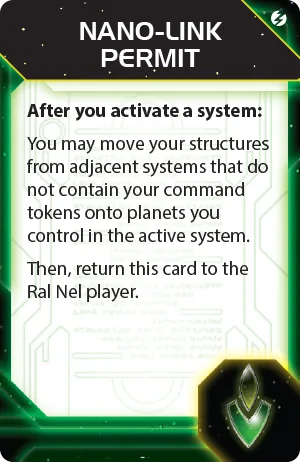 NANO-LINK
PERMIT
After you activate a system:
You may move your structures
from adjacent systems that do
not contain your command
tokens onto planets you
control in the active system.
Then, return this card to the
Ral Nel player.